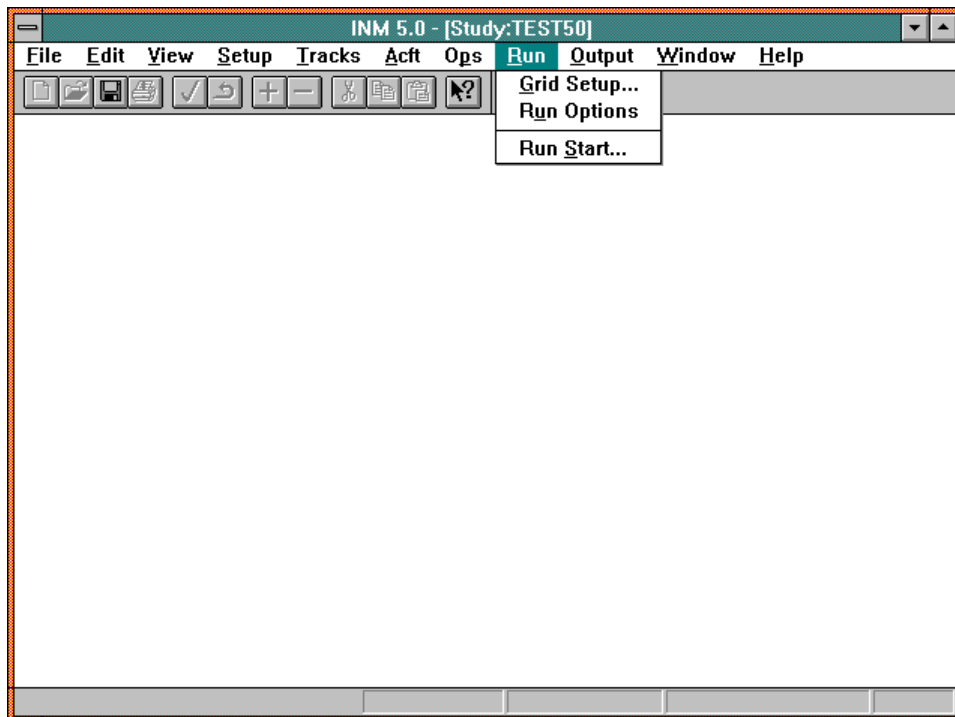 INM 5.0 - [Study:TEST50]
File Edit View Setup Tracks Acft Ops Run Output Window Help
Grid Setup...
Run Options
Run Start...